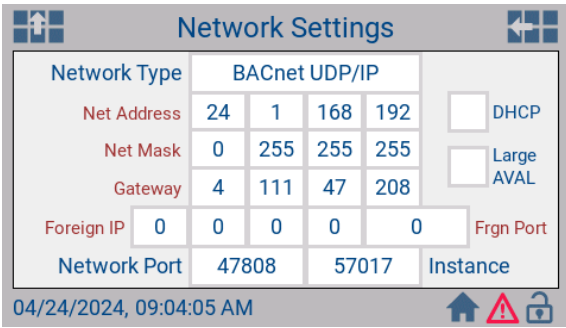 Network Settings
Network Type BACnet UDP/IP
Net Address 24 1 168 192 DHCP
Net Mask 0 255 255 255 Large AVAL
Gateway 4 111 47 208
Foreign IP 0 0 0 0 0 Frgn Port
Network Port 47808 57017 Instance
04/24/2024, 09:04:05 AM